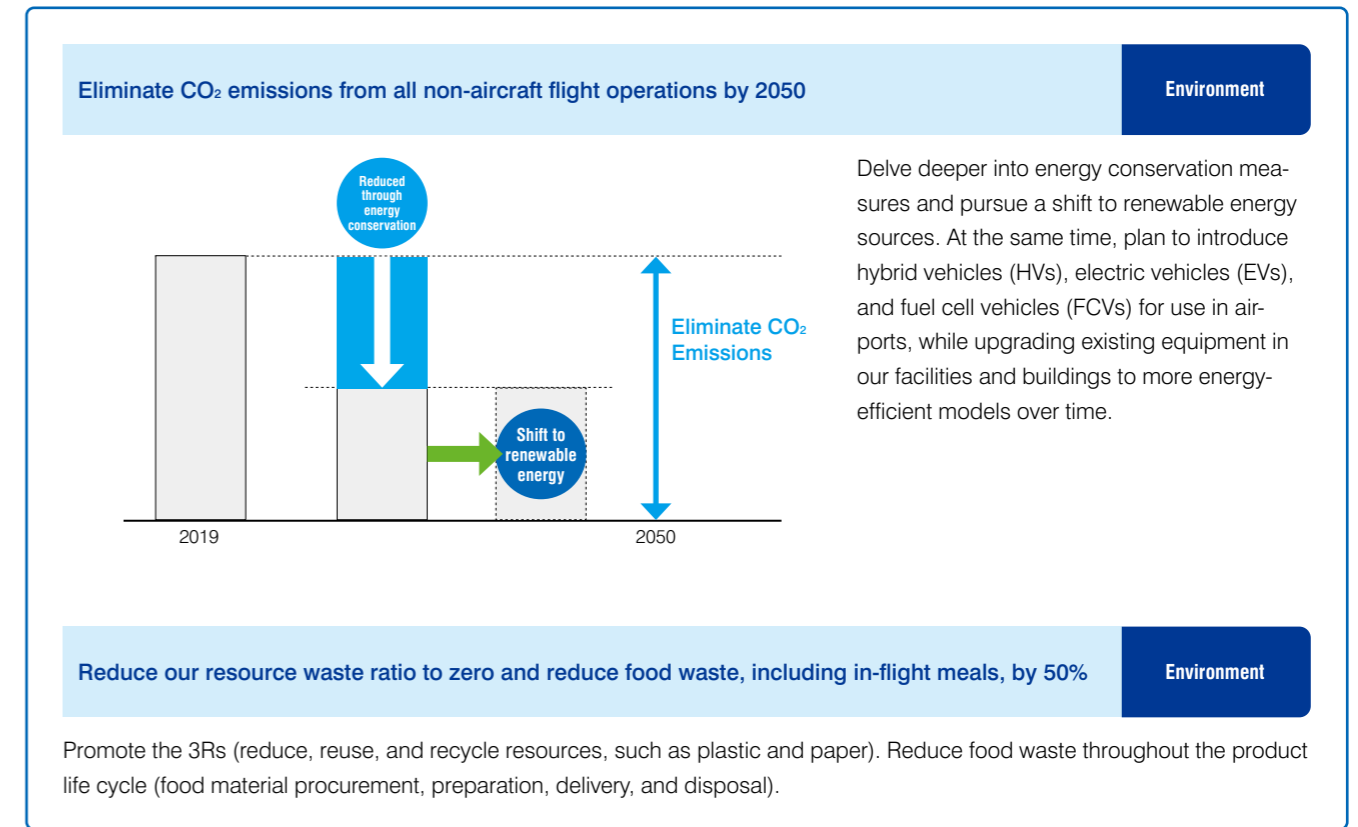 Eliminate CO₂ emissions from all non-aircraft flight operations by 2050
Environment
Reduced
through
energy
conservation
Eliminate CO₂
Emissions
Shift to
renewable
energy
2019
2050
Delve deeper into energy conservation mea-
sures and pursue a shift to renewable energy
sources. At the same time, plan to introduce
hybrid vehicles (HVs), electric vehicles (EVs),
and fuel cell vehicles (FCVs) for use in air-
ports, while upgrading existing equipment in
our facilities and buildings to more energy-
efficient models over time.
Reduce our resource waste ratio to zero and reduce food waste, including in-flight meals, by 50%
Environment
Promote the 3Rs (reduce, reuse, and recycle resources, such as plastic and paper). Reduce food waste throughout the product
life cycle (food material procurement, preparation, delivery, and disposal).